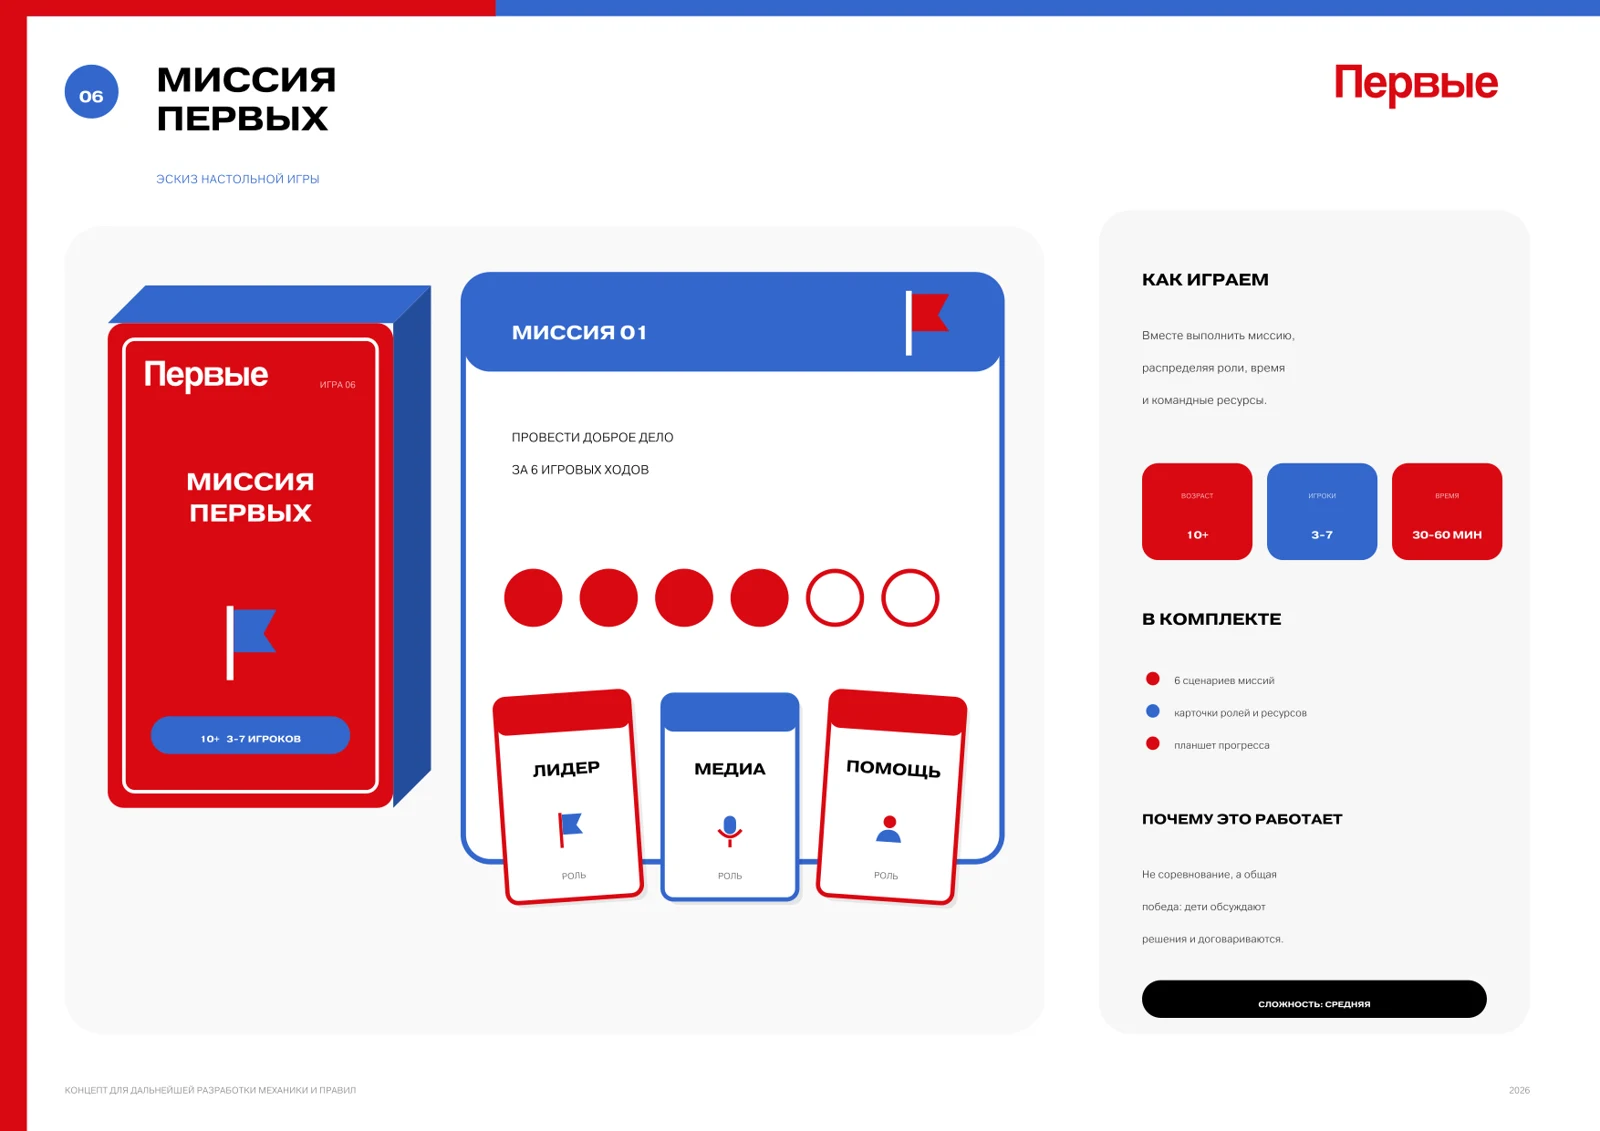 06
МИССИЯ
ПЕРВЫХ
ЭСКИЗ НАСТОЛЬНОЙ ИГРЫ
Первые
Первые
ИГРА 06
МИССИЯ
ПЕРВЫХ
10+ 3-7 ИГРОКОВ
МИССИЯ 01
ПРОВЕСТИ ДОБРОЕ ДЕЛО
ЗА 6 ИГРОВЫХ ХОДОВ
ЛИДЕР
РОЛЬ
МЕДИА
РОЛЬ
ПОМОЩЬ
РОЛЬ
КАК ИГРАЕМ
Вместе выполнить миссию,
распределяя роли, время
и командные ресурсы.
ВОЗРАСТ
10+
ИГРОКИ
3-7
ВРЕМЯ
30-60 МИН
В КОМПЛЕКТЕ
6 сценариев миссий
карточки ролей и ресурсов
планшет прогресса
ПОЧЕМУ ЭТО РАБОТАЕТ
Не соревнование, а общая
победа: дети обсуждают
решения и договариваются.
СЛОЖНОСТЬ: СРЕДНЯЯ
КОНЦЕПТ ДЛЯ ДАЛЬНЕЙШЕЙ РАЗРАБОТКИ МЕХАНИКИ И ПРАВИЛ
2026